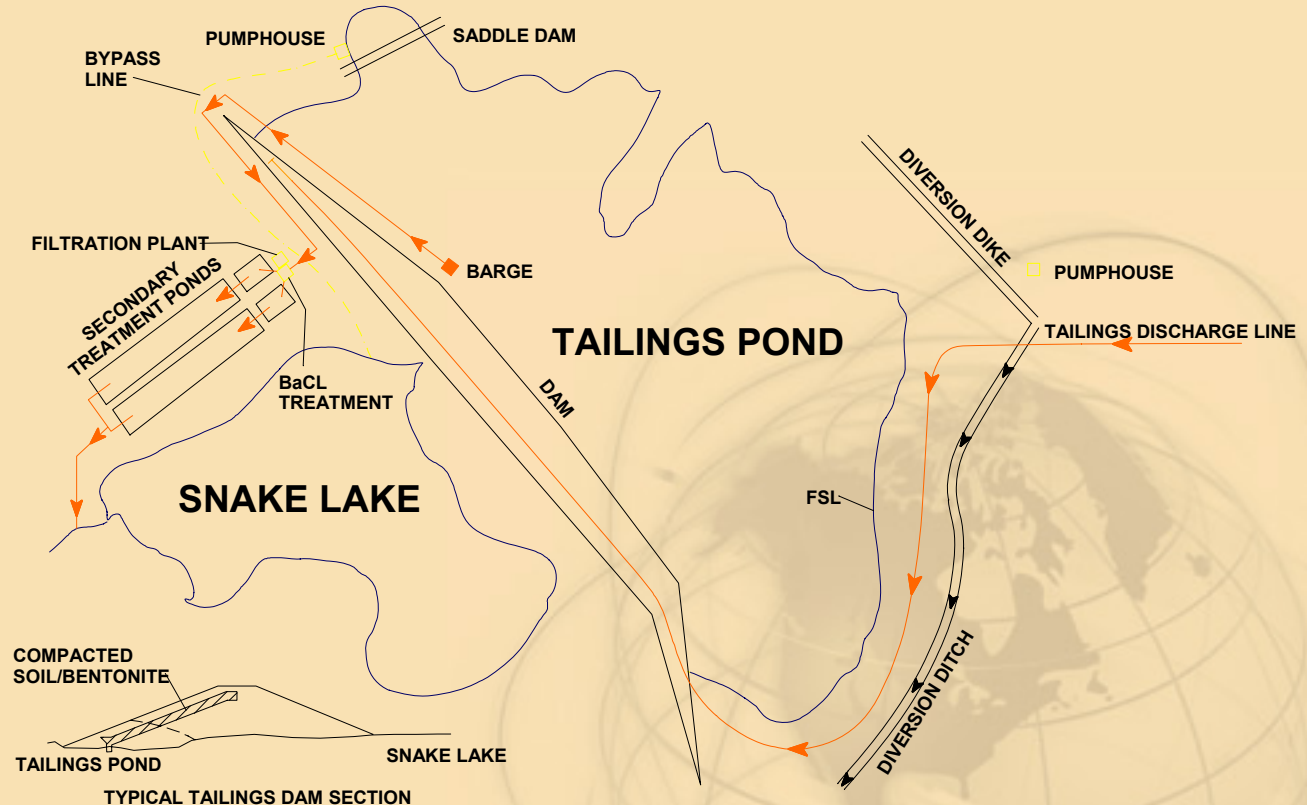 PUMPHOUSE
SADDLE DAM
BYPASS
LINE
DIVERSION DIKE
FILTRATION PLANT
BARGE
PUMPHOUSE
SECONDARY
TREATMENT PONDS
TAILINGS POND
TAILINGS DISCHARGE LINE
BaCL
TREATMENT
DAM
SNAKE LAKE
FSL
DIVERSION DITCH
COMPACTED
SOIL/BENTONITE
TAILINGS POND
SNAKE LAKE
TYPICAL TAILINGS DAM SECTION